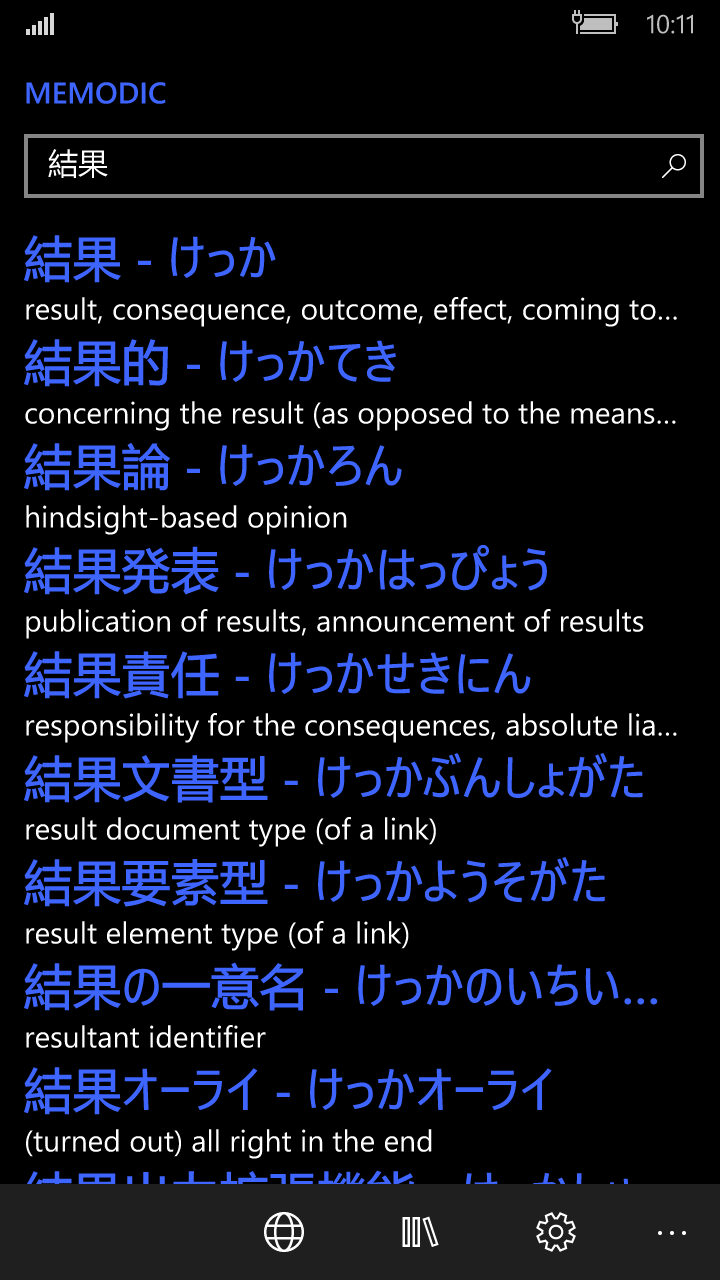 10:11
MEMODIC
結果
結果 - けっか
result, consequence, outcome, effect, coming to...
結果的 - けっかてき
concerning the result (as opposed to the means...
結果論 - けっかろん
hindsight-based opinion
結果発表 - けっかはっぴょう
publication of results, announcement of results
結果責任 - けっかせきにん
responsibility for the consequences, absolute lia...
結果文書型 - けっかぶんしょがた
result document type (of a link)
結果要素型 - けっかようそがた
result element type (of a link)
結果の一意名 - けっかのいちい...
resultant identifier
結果オーライ - けっかオーライ
(turned out) all right in the end